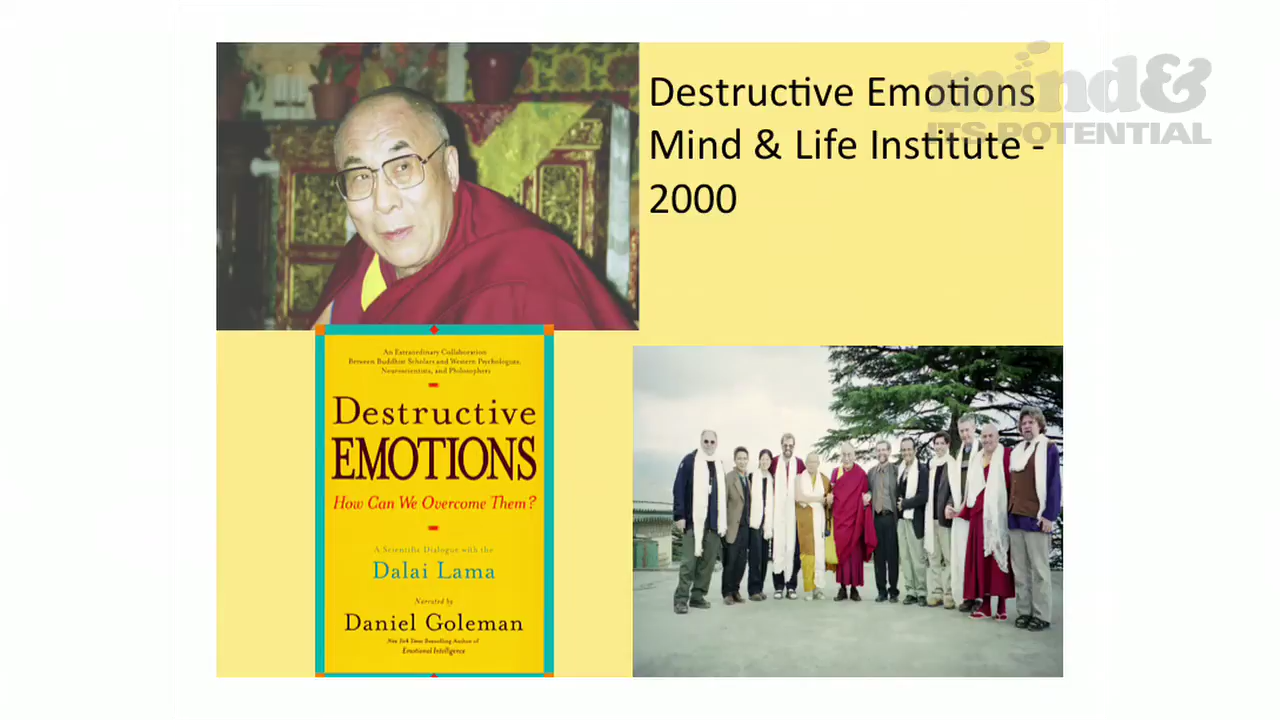 Destructive Emotions
Mind & Life Institute -
2000
mind&
ITS POTENTIAL
An Extraordinary Collaboration
Between Buddhist Scholars and Western Psychologists,
Neuroscientists, and Philosophers
Destructive
EMOTIONS
How Can We Overcome Them?
A Scientific Dialogue with the
Dalai Lama
Narrated by
Daniel Goleman
New York Times Bestselling Author of
Emotional Intelligence